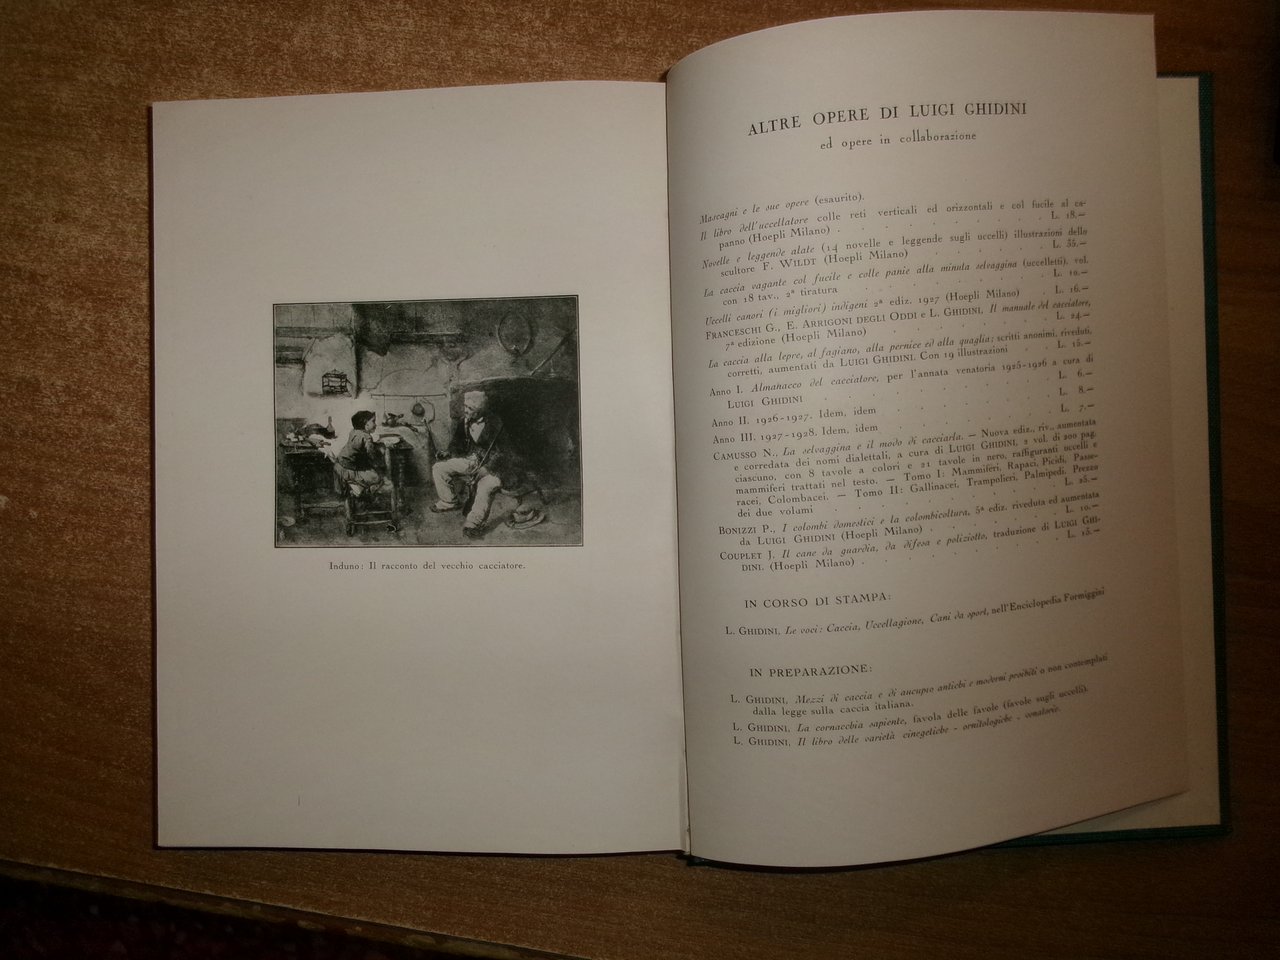 Induno: Il racconto del vecchio cacciatore.
ALTRE OPERE DI LUIGI GHIDINI
ed opere in collaborazione
Mascagni e le sue opere (esaurito).
Il libro dell'uccellatore colle reti verticali ed orizzontali e col fucile al ca-
panno (Hoepli Milano) . . . . . . . . . L. 18.—
Novelle e leggende alate (14 novelle e leggende sugli uccelli) illustrazioni dello
scultore F. WILDT (Hoepli Milano) . . . . . . L. 35.—
La caccia vagante col fucile e colle panie alla minuta selvaggina (uccelletti), vol.
con 18 tav., 2ª tiratura . . . . . . . . L. 10.—
Uccelli canori (i migliori) indigeni 2ª ediz. 1927 (Hoepli Milano) . L. 16.—
FRANCESCHI G., E. ARRIGONI DEGLI ODDI e L. GHIDINI, Il manuale del cacciatore,
7ª edizione (Hoepli Milano) . . . . . . . L. 24.—
La caccia alla lepre, al fagiano, alla pernice ed alla quaglia: scritti anonimi, riveduti,
corretti, aumentati da LUIGI GHIDINI. Con 19 illustrazioni . L. 15.—
Anno I. Almanacco del cacciatore, per l'annata venatoria 1925-1926 a cura di
LUIGI GHIDINI . . . . . . . . . . L. 6.—
Anno II. 1926-1927. Idem, idem . . . . . . . L. 8.—
Anno III. 1927-1928. Idem, idem . . . . . . . L. 7.—
CAMUSSO N., La selvaggina e il modo di cacciarla. — Nuova ediz., riv., aumentata
e corredata dei nomi dialettali, a cura di LUIGI GHIDINI, 2 vol. di 200 pag.
ciascuno, con 8 tavole a colori e 21 tavole in nero, raffiguranti uccelli e
mammiferi trattati nel testo. — Tomo I: Mammiferi, Rapaci, Picidi, Passe-
racei, Colombacei. — Tomo II: Gallinacei, Trampolieri, Palmipedi. Prezzo
dei due volumi . . . . . . . . . . L. 25.—
BONIZZI P., I colombi domestici e la colombicoltura, 5ª ediz. riveduta ed aumentata
da LUIGI GHIDINI (Hoepli Milano) . . . . . . L. 10.—
COUPLET J. Il cane da guardia, da difesa e poliziotto, traduzione di LUIGI GHI-
DINI. (Hoepli Milano) . . . . . . . . . L. 15.—
IN CORSO DI STAMPA:
L. GHIDINI, Le voci: Caccia, Uccellagione, Cani da sport, nell'Enciclopedia Formiggini
IN PREPARAZIONE:
L. GHIDINI, Mezzi di caccia e di aucupio antichi e moderni proibiti o non contemplati
dalla legge sulla caccia italiana.
L. GHIDINI, La cornacchia sapiente, favola delle favole (favole sugli uccelli).
L. GHIDINI, Il libro delle varietà cinegetiche - ornitologiche - venatorie.